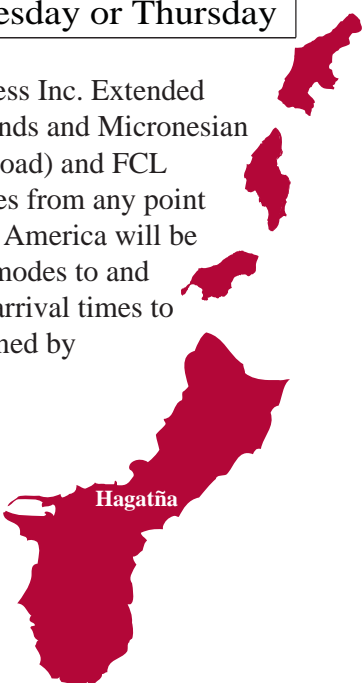 esday or Thursday
ess Inc. Extended
nds and Micronesian
oad) and FCL
es from any point
America will be
modes to and
arrival times to
ned by
Hagatña